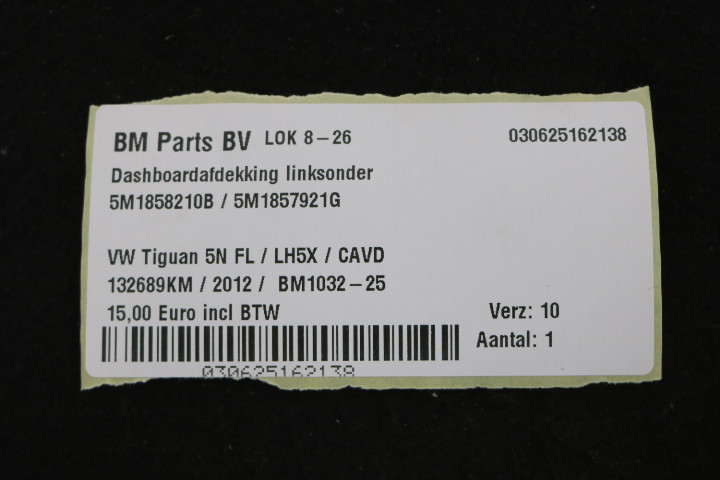 BM Parts BV LOK 8-26 030625162138
Dashboardafdekking linksonder
5M1858210B / 5M1857921G
VW Tiguan 5N FL / LH5X / CAVD
132689KM / 2012 / BM1032-25
15,00 Euro incl BTW Verz: 10
Aantal: 1
030625162138